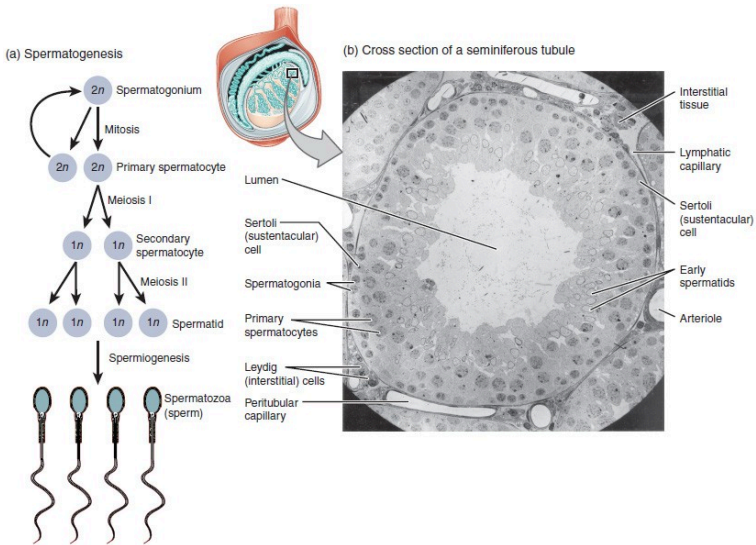 (a) Spermatogenesis
2n
Spermatogonium
Mitosis
2n
2n
Primary spermatocyte
Meiosis I
1n
1n
Secondary
spermatocyte
Meiosis II
1n
1n
1n
1n
Spermatid
Spermiogenesis
Spermatozoa
(sperm)
(b) Cross section of a seminiferous tubule
Lumen
Sertoli
(sustentacular)
cell
Spermatogonia
Primary
spermatocytes
Leydig
(interstitial) cells
Peritubular
capillary
Interstitial
tissue
Lymphatic
capillary
Sertoli
(sustentacular)
cell
Early
spermatids
Arteriole